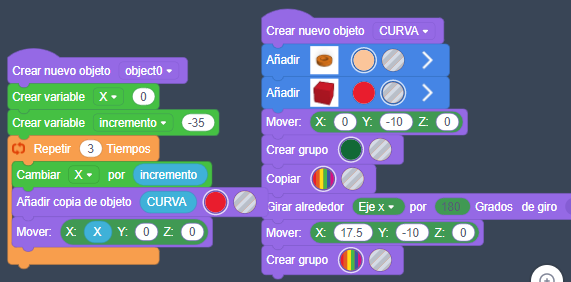 Crear nuevo objeto object0
Crear variable X 0
Crear variable incremento -35
Repetir 3 Tiempos
Cambiar X por incremento
Añadir copia de objeto CURVA
Mover: X: X Y: 0 Z: 0
Crear nuevo objeto CURVA
Añadir
Añadir
Mover: X: 0 Y: -10 Z: 0
Crear grupo
Copiar
Girar alrededor Eje x por 180 Grados de giro
Mover: X: 17.5 Y: -10 Z: 0
Crear grupo